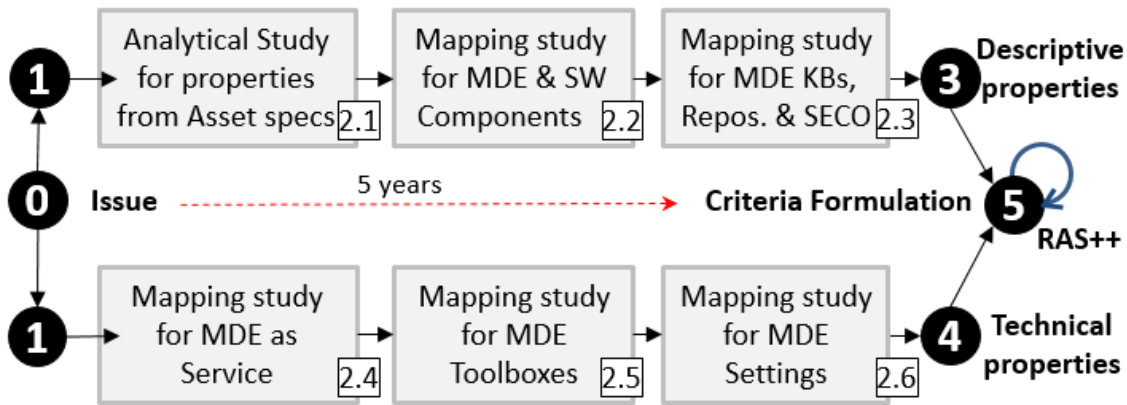 1
Analytical Study
for properties
from Asset specs
2.1
Mapping study
for MDE & SW
Components
2.2
Mapping study
for MDE KBs,
Repos. & SECO
2.3
3
Descriptive
properties
0
Issue
5 years
Criteria Formulation
5
RAS++
1
Mapping study
for MDE as
Service
2.4
Mapping study
for MDE
Toolboxes
2.5
Mapping study
for MDE
Settings
2.6
4
Technical
properties